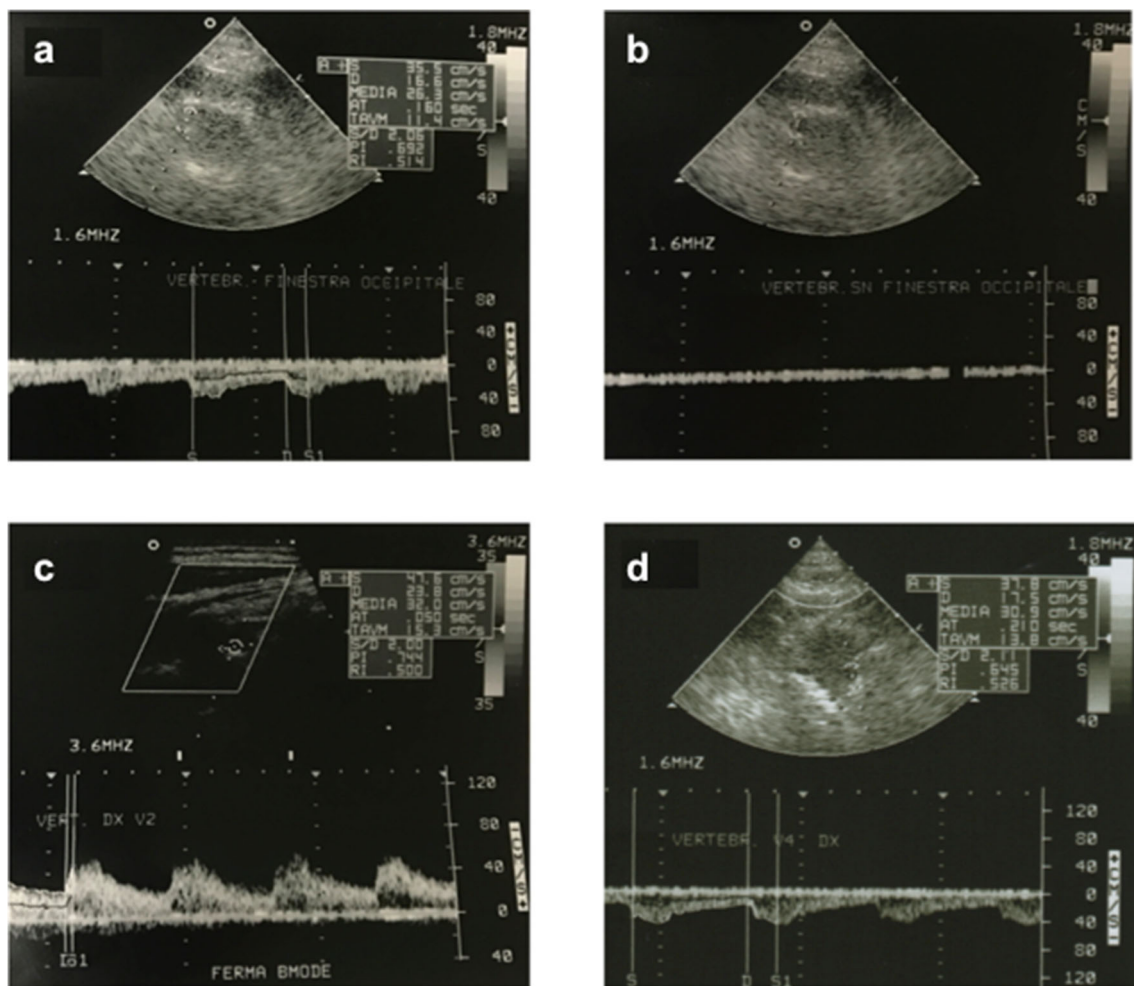 a
1.8MHZ
40
A + S 35.5 cm/s
D 16.6 cm/s
MEDIA 26.3 cm/s
AT .160 sec
TAVM 11.4 cm/s
S/D 2.06
PI .692
RI .514
40
1.6MHZ
VERTEBR. FINESTRA OCCIPITALE
80
40
0
40
80
S D S1
b
1.8MHZ
40
C
M
/
S
40
1.6MHZ
VERTEBR.SN FINESTRA OCCIPITALE
80
40
0
40
80
c
3.6MHZ
35
A + S 47.6 cm/s
D 23.8 cm/s
MEDIA 32.0 cm/s
AT .050 sec
TAVM 15.3 cm/s
S/D 2.00
PI .744
RI .500
35
3.6MHZ
120
VERT. DX V2
80
40
0
40
FERMA BMODE
d
1.8MHZ
40
A + S 37.8 cm/s
D
MEDIA 30.9 cm/s
AT .210 sec
TAVM 13.8 cm/s
S/D 2.11
PI .645
RI .526
40
1.6MHZ
120
80
VERTEBR. V4 DX
40
0
40
80
120
S D S1